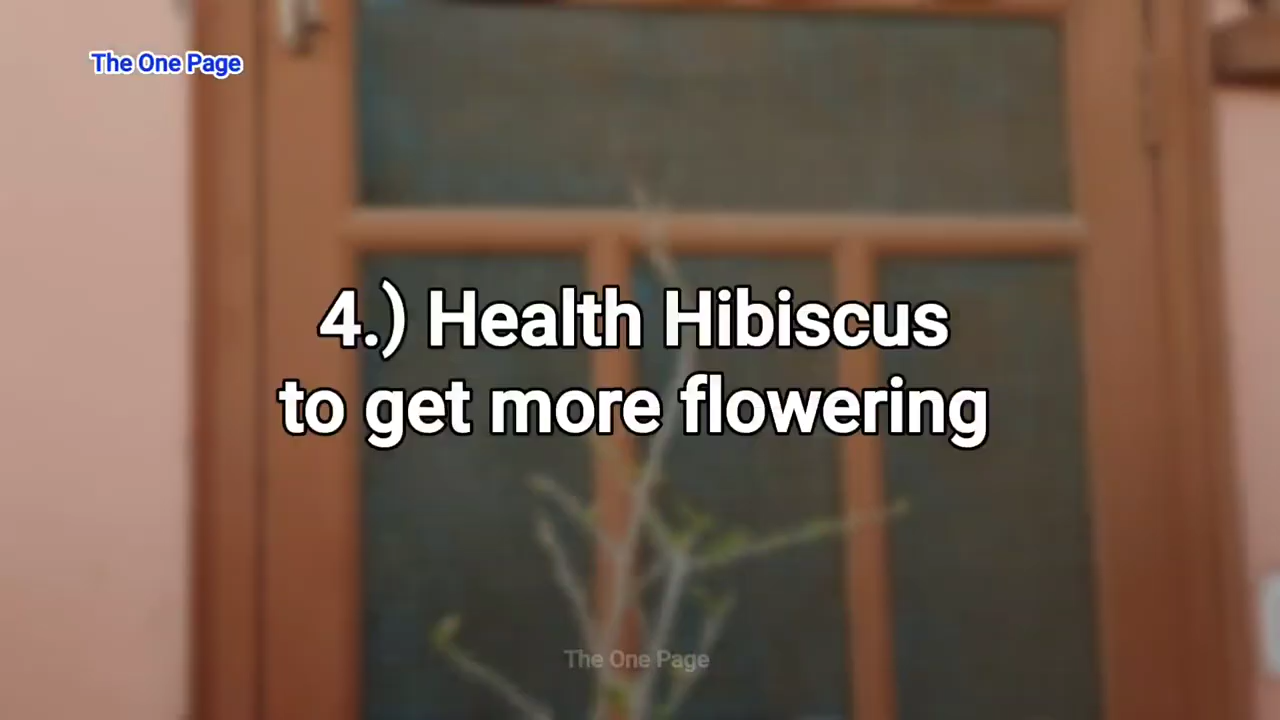 The One Page
4.) Health Hibiscus
to get more flowering
The One Page